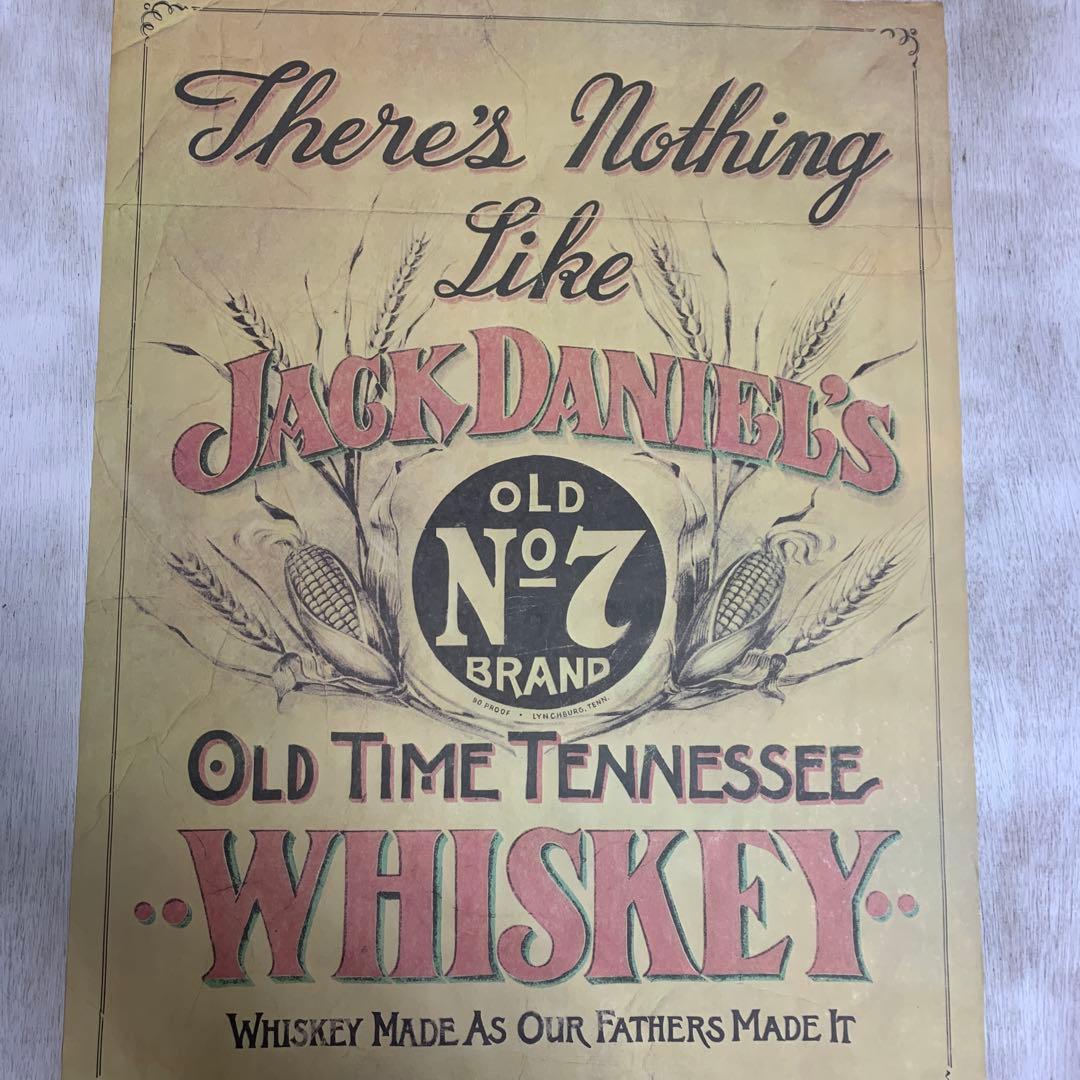 There's Nothing
Like
JACK DANIEL'S
OLD
Nº7
BRAND
90 PROOF • LYNCHBURG, TENN.
OLD TIME TENNESSEE
WHISKEY
WHISKEY MADE AS OUR FATHERS MADE IT